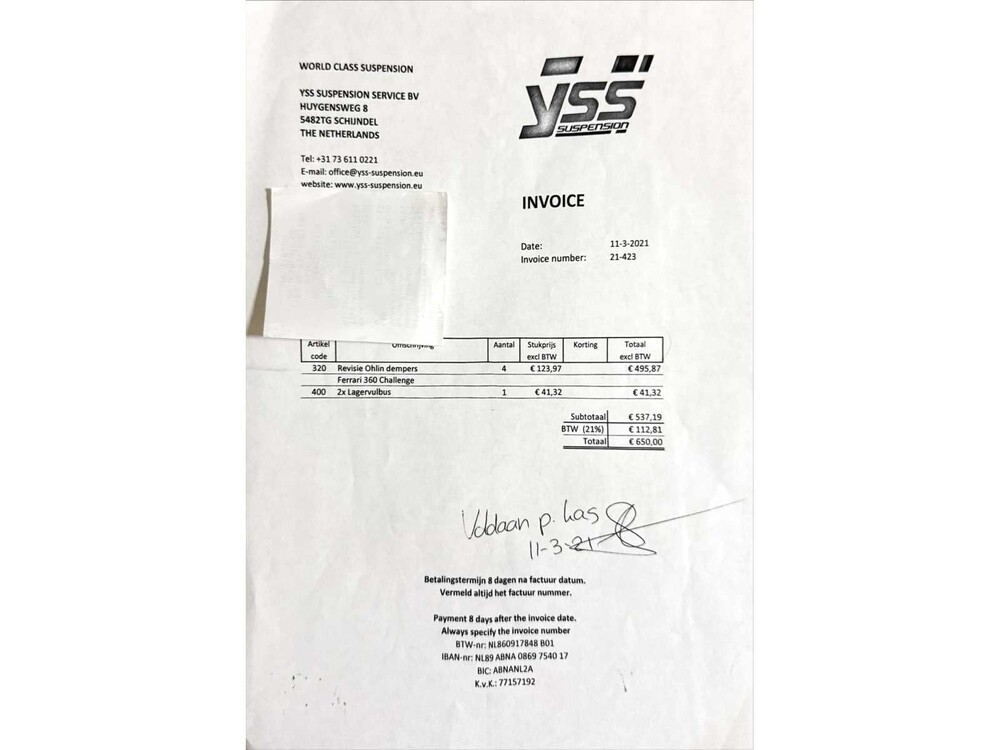 WORLD CLASS SUSPENSION
YSS SUSPENSION
YSS SUSPENSION SERVICE BV
HUYGENSWEG 8
5482TG SCHIJNDEL
THE NETHERLANDS
Tel: +31 73 611 0221
E-mail: office@yss-suspension.eu
website: www.yss-suspension.eu
INVOICE
Date: 11-3-2021
Invoice number: 21-423
Artikel code Aantal Stukprijs excl BTW Korting Totaal excl BTW
320 Revisie Ohlin dempers 4 € 123,97 € 495,87
Ferrari 360 Challenge
400 2x Lagervulbus 1 € 41,32 € 41,32
Subtotaal € 537,19
BTW (21%) € 112,81
Totaal € 650,00
Voldaan p. kas
11-3-21
Betalingstermijn 8 dagen na factuur datum.
Vermeld altijd het factuur nummer.
Payment 8 days after the invoice date.
Always specify the invoice number
BTW-nr: NL860917848 B01
IBAN-nr: NL89 ABNA 0869 7540 17
BIC: ABNANL2A
K.v.K.: 77157192